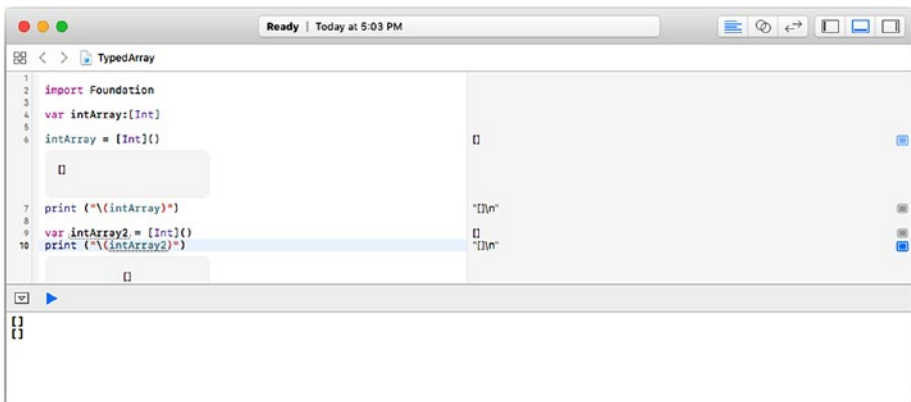 Ready | Today at 5:03 PM
TypedArray
1
2 import Foundation
3
4 var intArray:[Int]
5
6 intArray = [Int]() []
[]
7 print ("\(intArray)") "[]\n"
8
9 var intArray2 = [Int]() []
10 print ("\(intArray2)") "[]\n"
[]
[]
[]